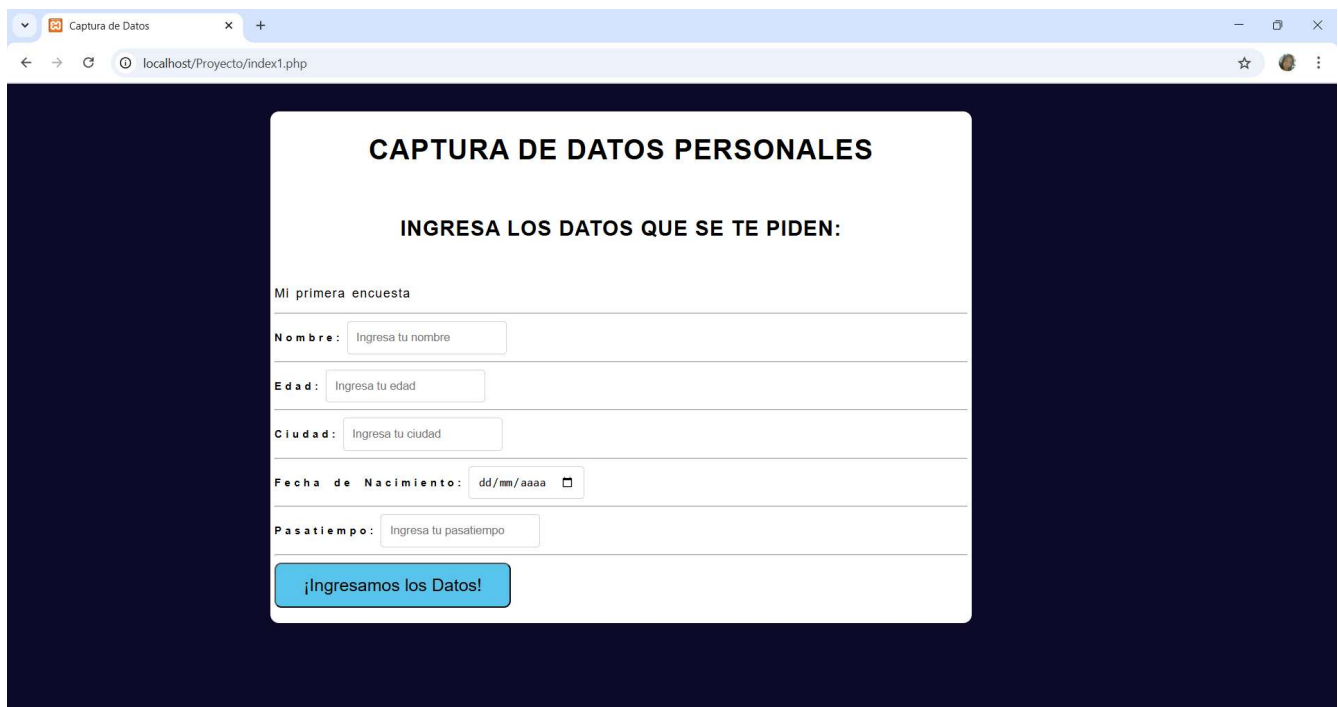 Captura de Datos
localhost/Proyecto/index1.php
CAPTURA DE DATOS PERSONALES
INGRESA LOS DATOS QUE SE TE PIDEN:
Mi primera encuesta
Nombre: Ingresa tu nombre
Edad: Ingresa tu edad
Ciudad: Ingresa tu ciudad
Fecha de Nacimiento: dd/mm/aaaa
Pasatiempo: Ingresa tu pasatiempo
¡Ingresamos los Datos!